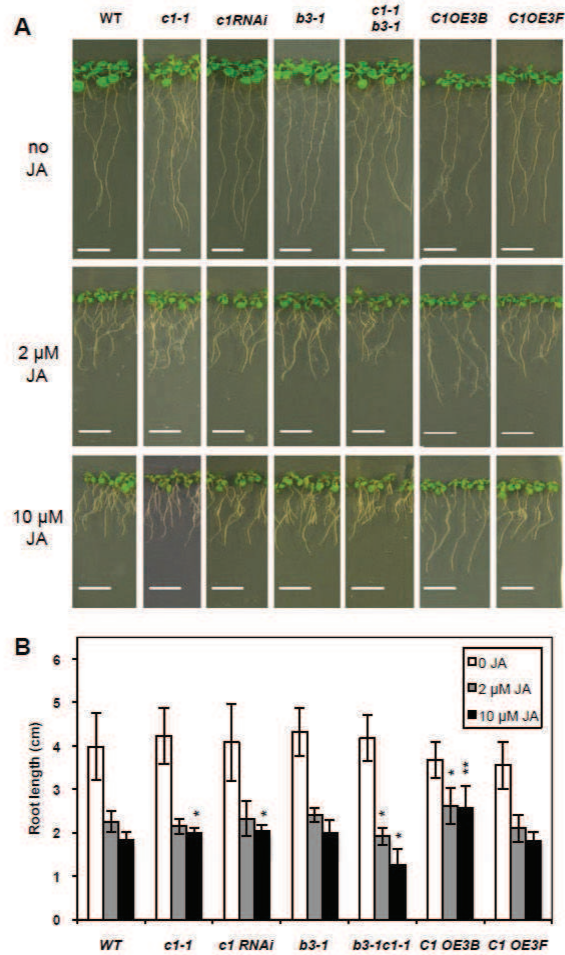 A
WT c1-1 c1RNAi b3-1 c1-1 b3-1 C1OE3B C1OE3F
no JA
2 µM JA
10 µM JA
B
6
5
4
3
2
1
0
Root length (cm)
0 JA
2 µM JA
10 µM JA
* * * * * **
WT c1-1 c1 RNAi b3-1 b3-1c1-1 C1 OE3B C1 OE3F